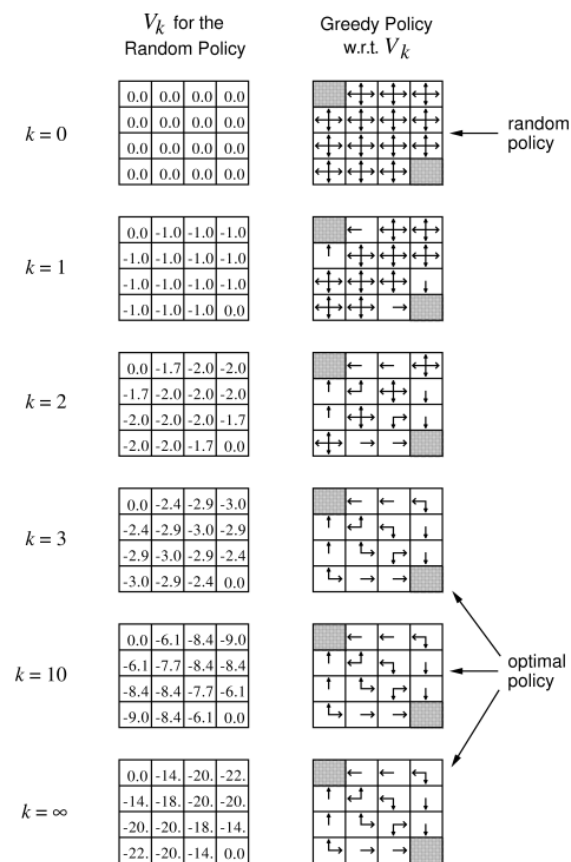 V_k for the Random Policy
Greedy Policy w.r.t. V_k
k = 0
0.0 0.0 0.0 0.0
0.0 0.0 0.0 0.0
0.0 0.0 0.0 0.0
0.0 0.0 0.0 0.0
random policy
k = 1
0.0 -1.0 -1.0 -1.0
-1.0 -1.0 -1.0 -1.0
-1.0 -1.0 -1.0 -1.0
-1.0 -1.0 -1.0 0.0
k = 2
0.0 -1.7 -2.0 -2.0
-1.7 -2.0 -2.0 -2.0
-2.0 -2.0 -2.0 -1.7
-2.0 -2.0 -1.7 0.0
k = 3
0.0 -2.4 -2.9 -3.0
-2.4 -2.9 -3.0 -2.9
-2.9 -3.0 -2.9 -2.4
-3.0 -2.9 -2.4 0.0
k = 10
0.0 -6.1 -8.4 -9.0
-6.1 -7.7 -8.4 -8.4
-8.4 -8.4 -7.7 -6.1
-9.0 -8.4 -6.1 0.0
optimal policy
k = ∞
0.0 -14. -20. -22.
-14. -18. -20. -20.
-20. -20. -18. -14.
-22. -20. -14. 0.0